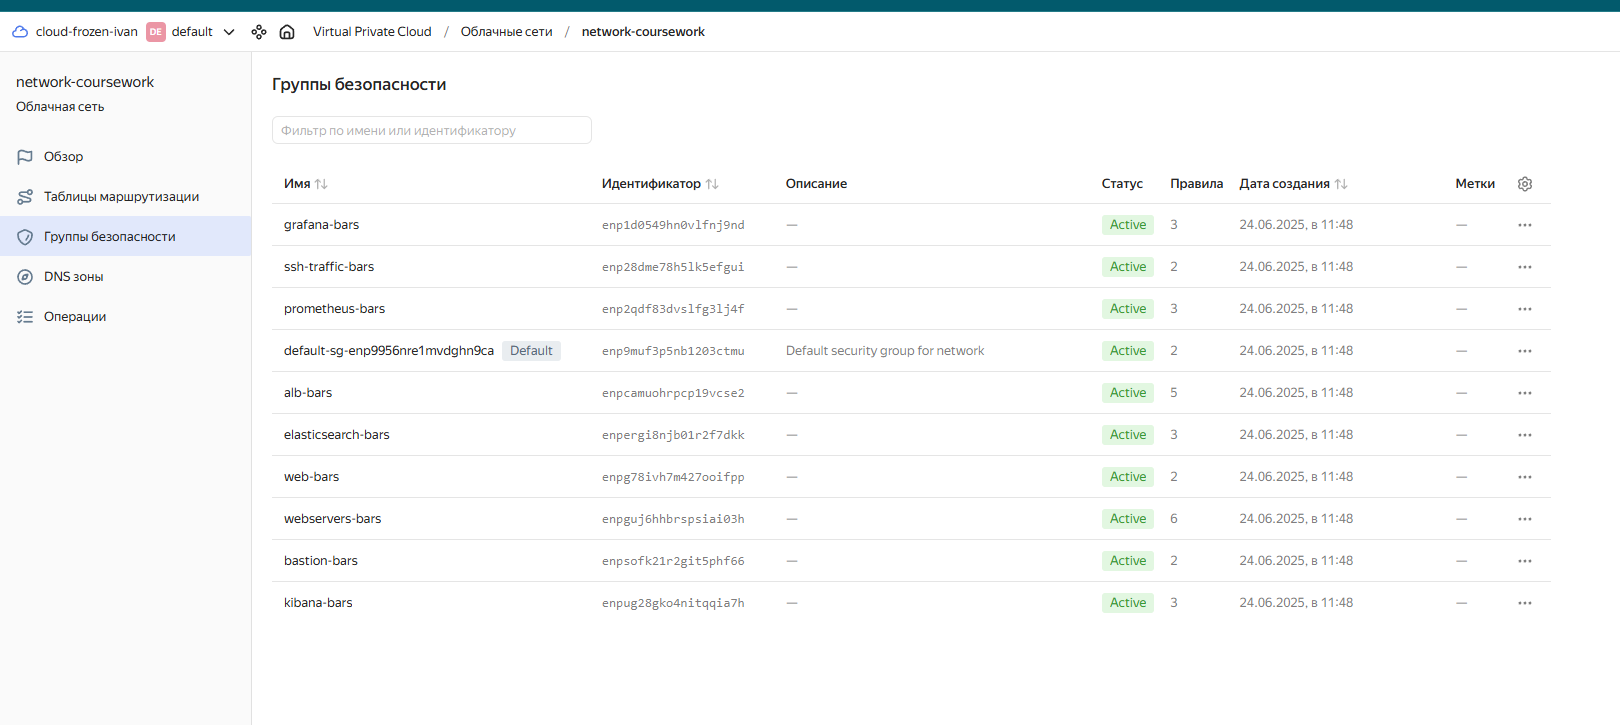 cloud-frozen-ivan DE default Virtual Private Cloud / Облачные сети / network-coursework
network-coursework
Облачная сеть
Обзор
Таблицы маршрутизации
Группы безопасности
DNS зоны
Операции
Группы безопасности
Фильтр по имени или идентификатору
Имя Идентификатор Описание Статус Правила Дата создания Метки
grafana-bars enp1d0549hn0vlfnj9nd — Active 3 24.06.2025, в 11:48 —
ssh-traffic-bars enp28dme78h5lk5efgui — Active 2 24.06.2025, в 11:48 —
prometheus-bars enp2qdf83dvslfg3lj4f — Active 3 24.06.2025, в 11:48 —
default-sg-enp9956nre1mvdghn9ca Default enp9muf3p5nb1203ctmu Default security group for network Active 2 24.06.2025, в 11:48 —
alb-bars enpcamuohrpcp19vcse2 — Active 5 24.06.2025, в 11:48 —
elasticsearch-bars enpergi8njb01r2f7dkk — Active 3 24.06.2025, в 11:48 —
web-bars enpg78ivh7m427ooifpp — Active 2 24.06.2025, в 11:48 —
webservers-bars enpguj6hhbrspsiai03h — Active 6 24.06.2025, в 11:48 —
bastion-bars enpsofk21r2git5phf66 — Active 2 24.06.2025, в 11:48 —
kibana-bars enpug28gko4nitqqia7h — Active 3 24.06.2025, в 11:48 —